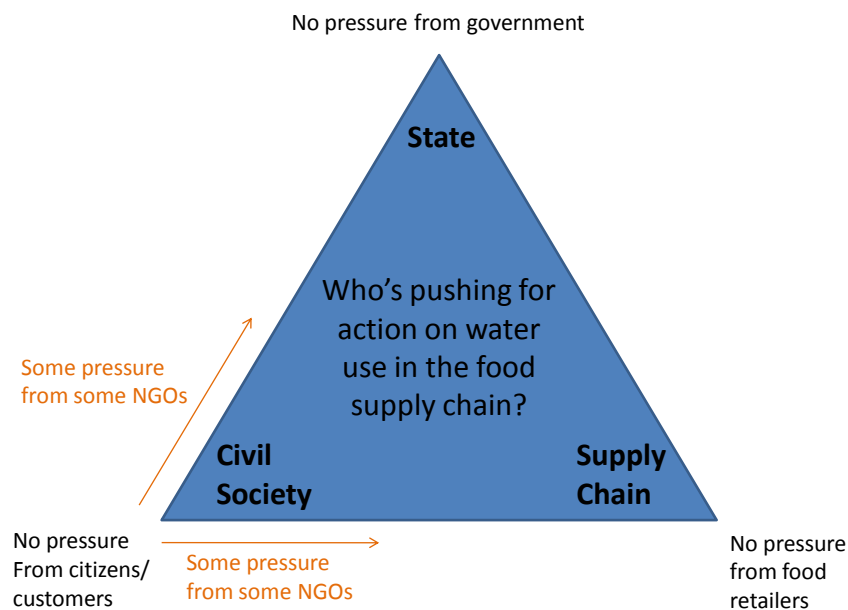 No pressure from government
State
Who's pushing for
action on water
use in the food
supply chain?
Some pressure
from some NGOs
Civil
Society
Supply
Chain
No pressure
From citizens/
customers
Some pressure
from some NGOs
No pressure
from food
retailers